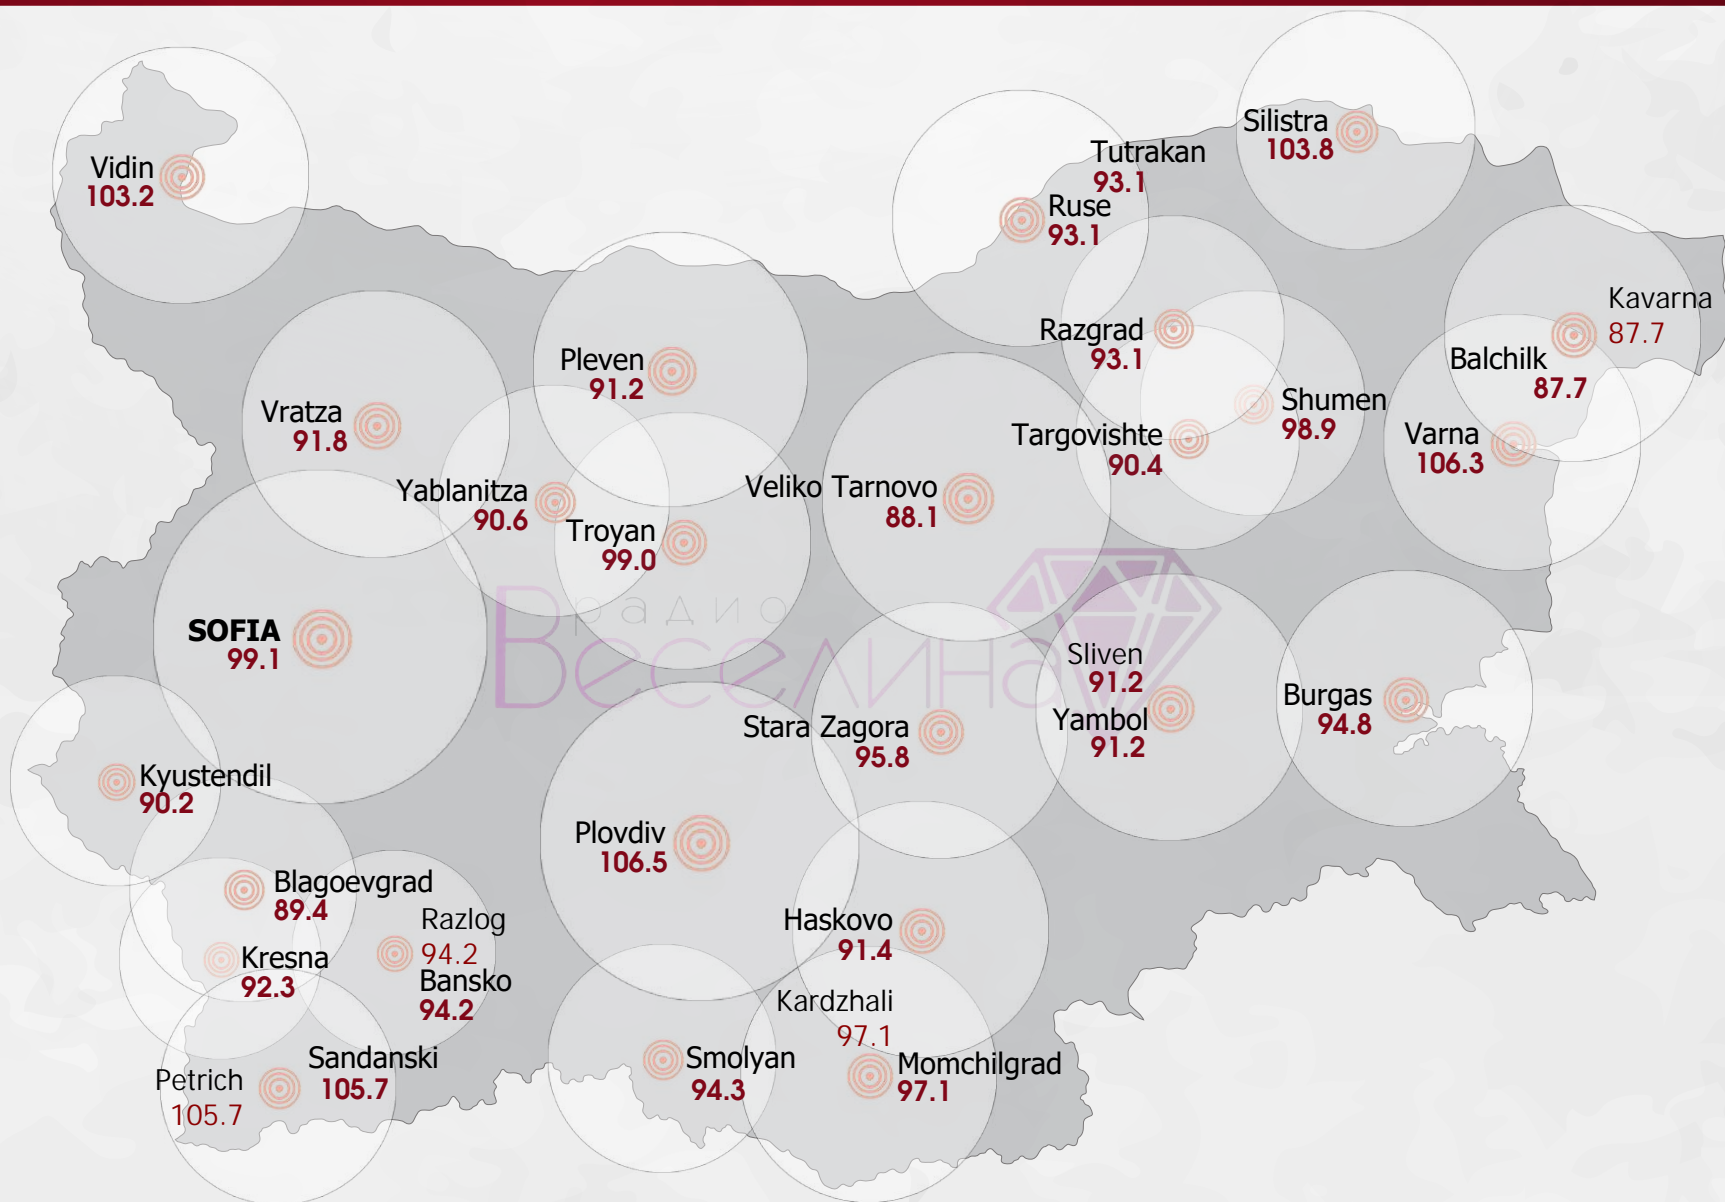 Silistra
103.8
Tutrakan
93.1
Vidin
103.2
Ruse
93.1
Kavarna
87.7
Razgrad
93.1
Balchilk
87.7
Pleven
91.2
Vratza
91.8
Shumen
98.9
Targovishte
90.4
Varna
106.3
Yablanitza
90.6
Veliko Tarnovo
88.1
Troyan
99.0
радио
Веселина
SOFIA
99.1
Sliven
91.2
Yambol
91.2
Burgas
94.8
Stara Zagora
95.8
Kyustendil
90.2
Plovdiv
106.5
Blagoevgrad
89.4
Razlog
94.2
Haskovo
91.4
Kresna
92.3
Bansko
94.2
Kardzhali
97.1
Sandanski
105.7
Smolyan
94.3
Momchilgrad
97.1
Petrich
105.7